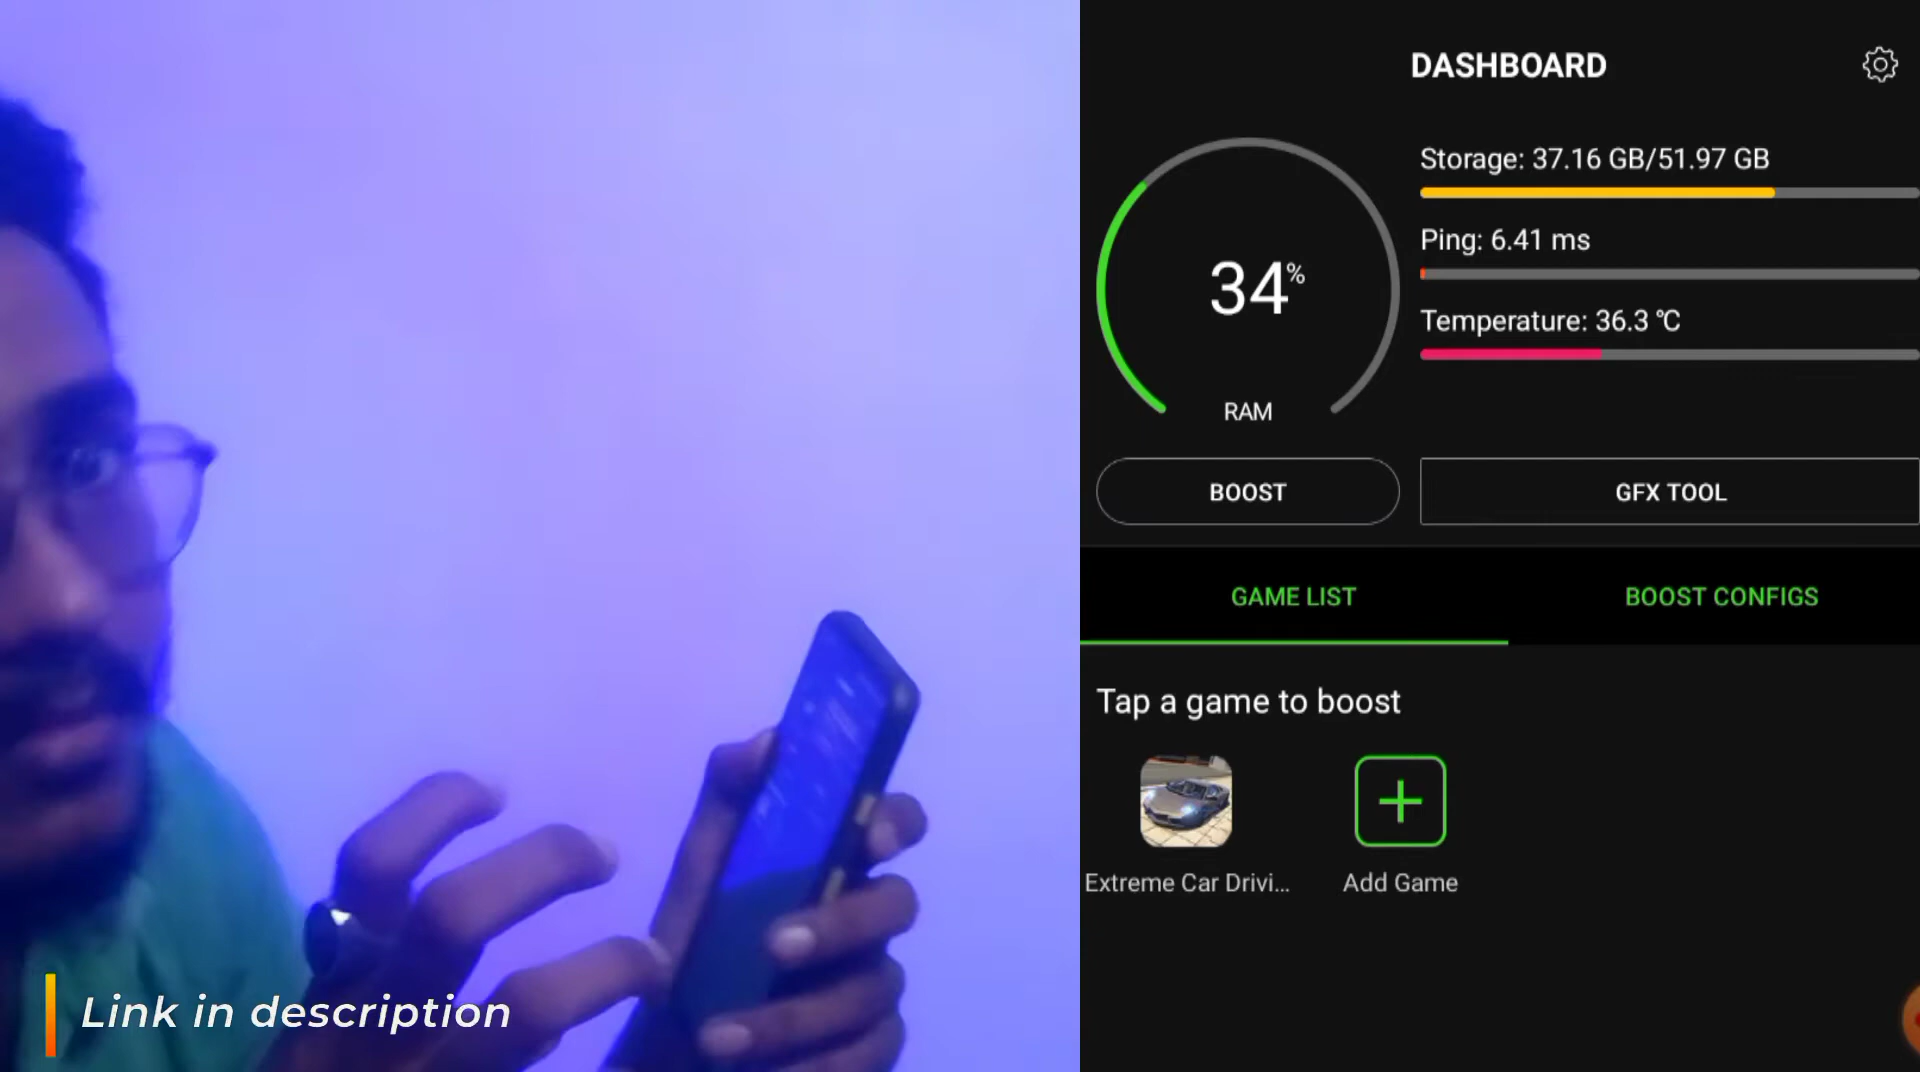 DASHBOARD
Storage: 37.16 GB/51.97 GB
Ping: 6.41 ms
Temperature: 36.3 ℃
34%
RAM
BOOST
GFX TOOL
GAME LIST
BOOST CONFIGS
Tap a game to boost
Extreme Car Drivi...
Add Game
Link in description